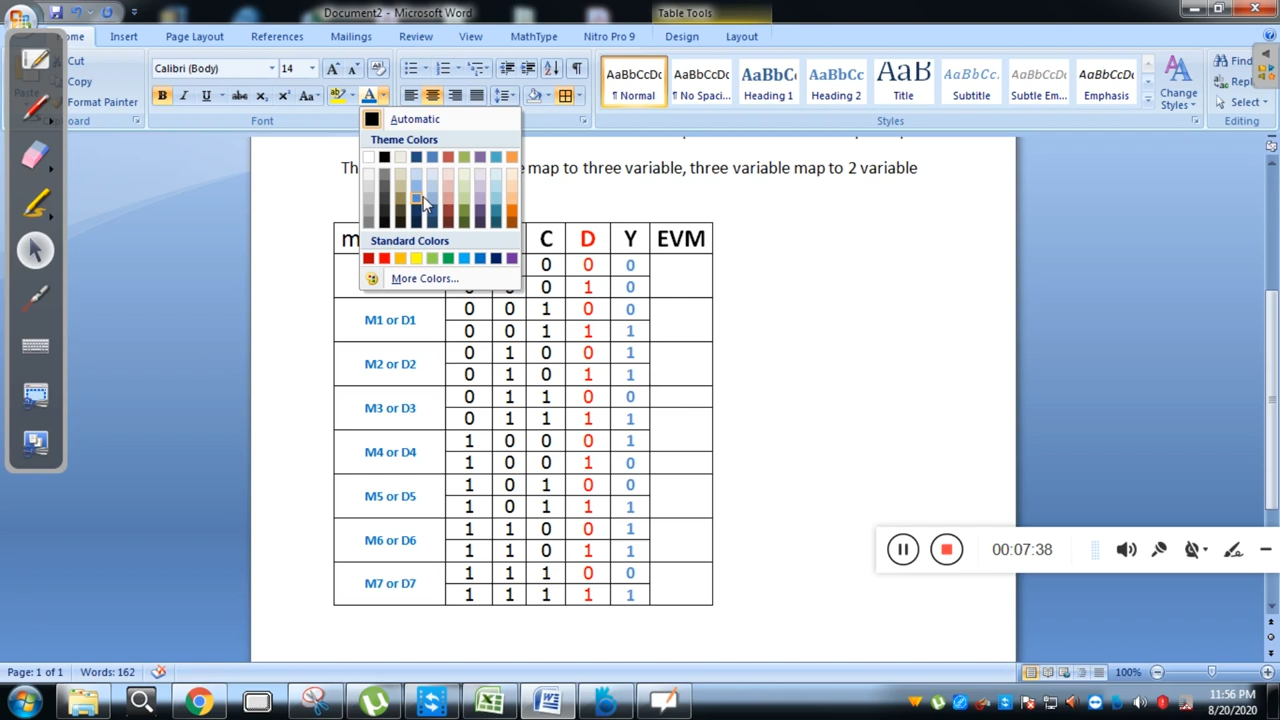 Document2 - Microsoft Word
Table Tools
Home Insert Page Layout References Mailings Review View MathType Nitro Pro 9 Design Layout
Cut
Copy
Format Painter
Paste
Calibri (Body) 14
AaBbCcDc AaBbCcDc AaBbC AaBbCc AaB AaBbCc. AaBbCcDc AaBbCcDc
¶ Normal ¶ No Spaci... Heading 1 Heading 2 Title Subtitle Subtle Em... Emphasis
Change Styles
Find
Select
Font Styles Editing
Automatic
Theme Colors
Standard Colors
More Colors...
map to three variable, three variable map to 2 variable
C D Y EVM
0 0 0
0 1 0
M1 or D1
0 0 1 0 0
0 0 1 1 1
M2 or D2
0 1 0 0 1
0 1 0 1 1
M3 or D3
0 1 1 0 0
0 1 1 1 1
M4 or D4
1 0 0 0 1
1 0 0 1 0
M5 or D5
1 0 1 0 0
1 0 1 1 1
M6 or D6
1 1 0 0 1
1 1 0 1 1
M7 or D7
1 1 1 0 0
1 1 1 1 1
00:07:38
Page: 1 of 1 Words: 162 100%
11:56 PM
8/20/2020